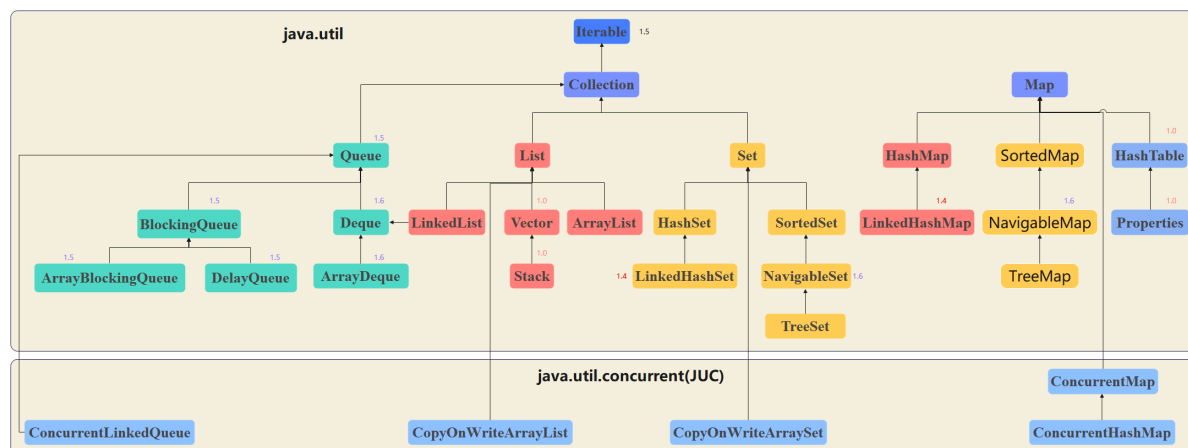 java.util
Iterable
1.5
Collection
Map
1.5
Queue
List
Set
HashMap
SortedMap
1.0
HashTable
1.5
BlockingQueue
1.6
Deque
LinkedList
1.0
Vector
ArrayList
HashSet
SortedSet
1.4
LinkedHashMap
1.6
NavigableMap
1.0
Properties
1.5
ArrayBlockingQueue
1.5
DelayQueue
1.6
ArrayDeque
1.0
Stack
1.4
LinkedHashSet
NavigableSet
1.6
TreeMap
TreeSet
java.util.concurrent(JUC)
ConcurrentMap
ConcurrentLinkedQueue
CopyOnWriteArrayList
CopyOnWriteArraySet
ConcurrentHashMap